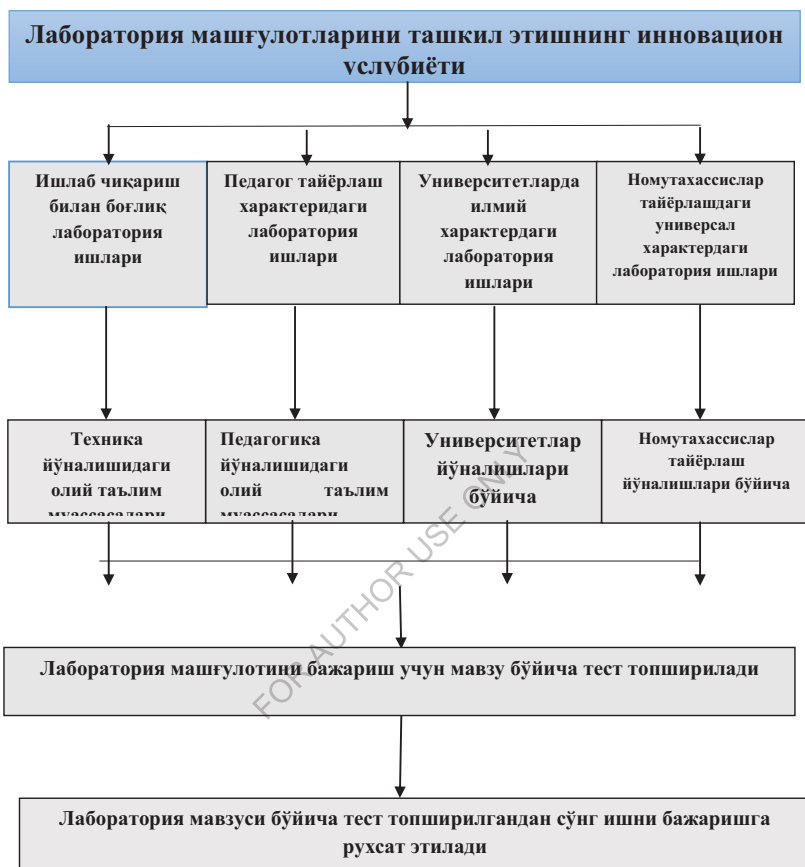 Лаборатория машғулотларини ташкил этишнинг инновацион
услубиёти
Ишлаб чиқариш
билан боғлиқ
лаборатория
ишлари
Педагог тайёрлаш
характеридаги
лаборатория
ишлари
Университетларда
илмий
характердаги
лаборатория
ишлари
Номутахассислар
тайёрлашдаги
универсал
характердаги
лаборатория ишлари
Техника
йўналишидаги
олий таълим
муассасалари
Педагогика
йўналишидаги
олий таълим
муассасалари
Университетлар
йўналишлари
бўйича
Номутахассислар
тайёрлаш
йўналишлари бўйича
FOR AUTHOR USE ONLY
Лаборатория машғулотини бажариш учун мавзу бўйича тест топширилади
Лаборатория мавзуси бўйича тест топширилгандан сўнг ишни бажаришга
рухсат этилади